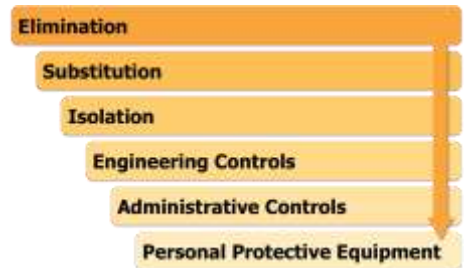 Elimination
Substitution
Isolation
Engineering Controls
Administrative Controls
Personal Protective Equipment